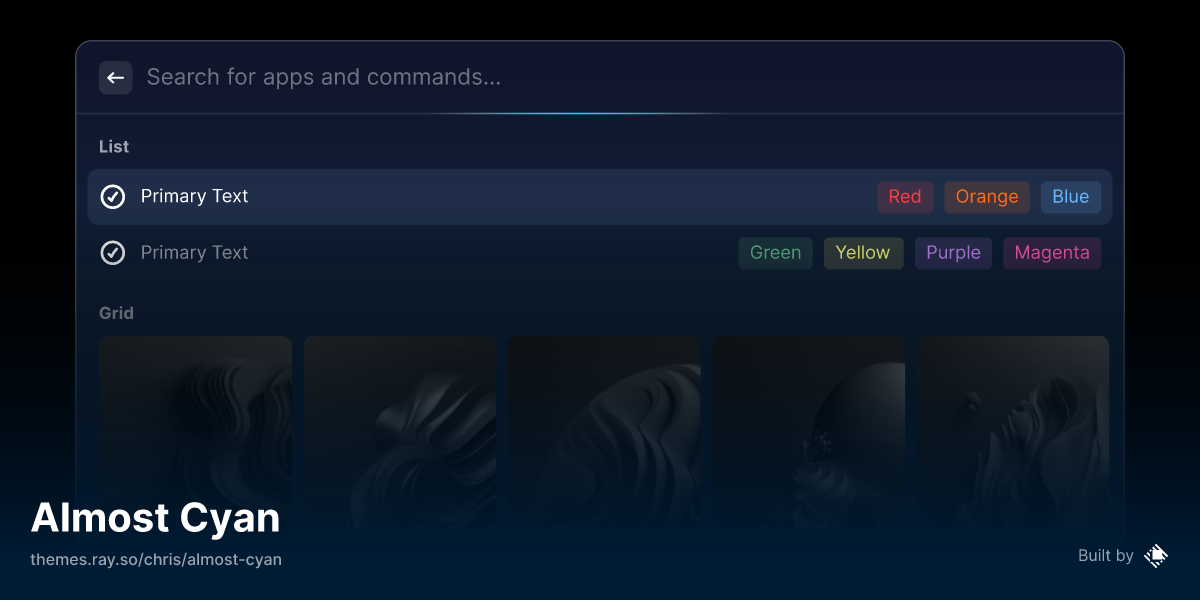 Search for apps and commands...
List
Primary Text Red Orange Blue
Primary Text Green Yellow Purple Magenta
Grid
Almost Cyan
themes.ray.so/chris/almost-cyan
Built by